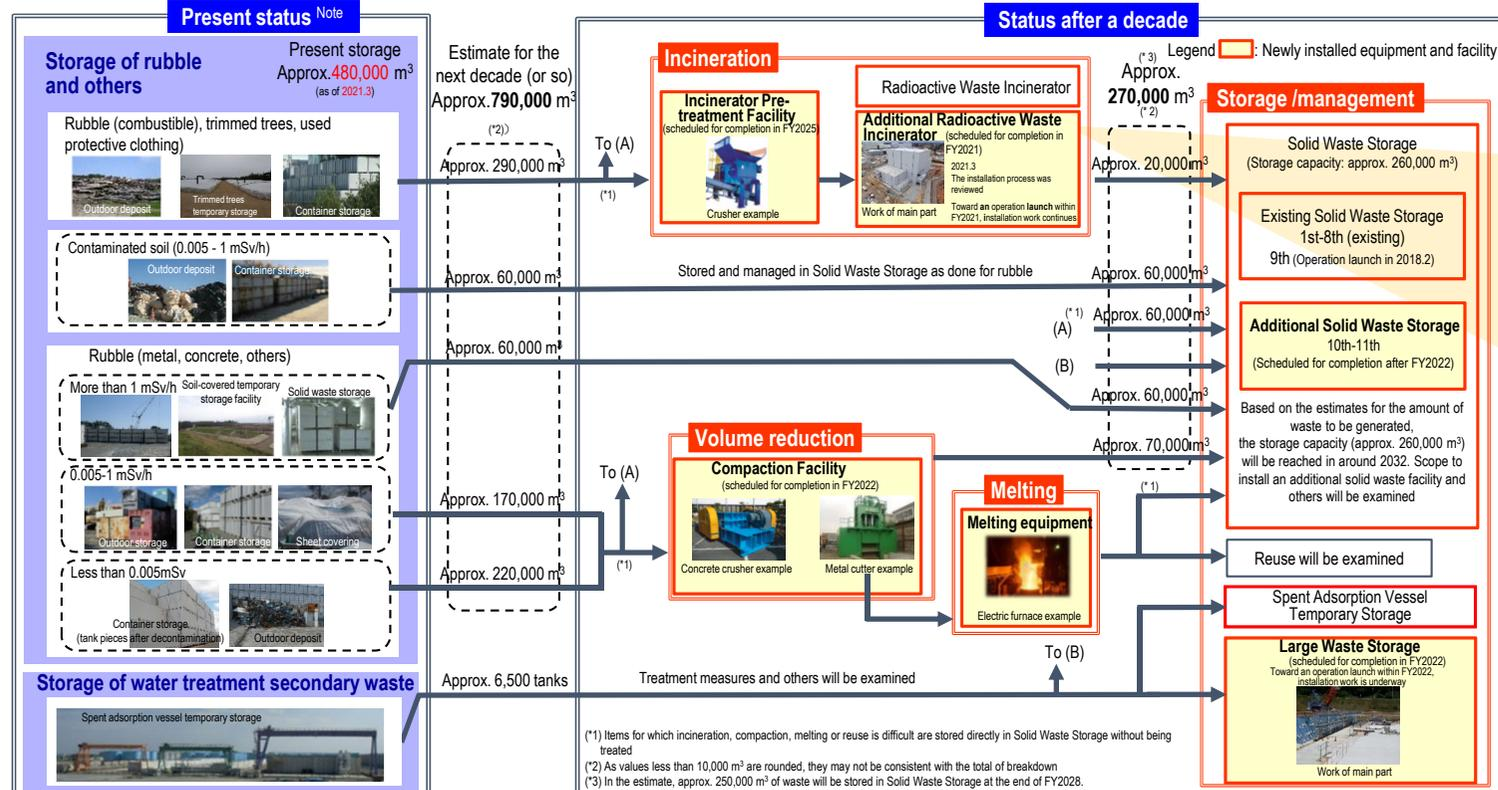 Present status Note
Storage of rubble
and others
Present storage
Approx.480,000 m³
(as of 2021.3)
Rubble (combustible), trimmed trees, used
protective clothing)
Outdoor deposit
Trimmed trees
temporary storage
Container storage
Contaminated soil (0.005 - 1 mSv/h)
Outdoor deposit
Container storage
Rubble (metal, concrete, others)
More than 1 mSv/h
Soil-covered temporary
storage facility
Solid waste storage
0.005-1 mSv/h
Outdoor storage
Container storage
Sheet covering
Less than 0.005mSv
Container storage
(tank pieces after decontamination)
Outdoor deposit
Storage of water treatment secondary waste
Spent adsorption vessel temporary storage
Estimate for the
next decade (or so)
Approx.790,000 m³
(*2))
Approx. 290,000 m³
Approx. 60,000 m³
Approx. 60,000 m³
Approx. 170,000 m³
Approx. 220,000 m³
Approx. 6,500 tanks
Status after a decade
Legend : Newly installed equipment and facility
To (A)
(*1)
Incineration
Incinerator Pre-
treatment Facility
(scheduled for completion in FY2025)
Crusher example
Radioactive Waste Incinerator
Additional Radioactive Waste
Incinerator (scheduled for completion in
FY2021)
2021.3
The installation process was
reviewed
Toward an operation launch within
FY2021, installation work continues
Work of main part
Stored and managed in Solid Waste Storage as done for rubble
(* 3)
Approx.
270,000 m³
(* 2)
Approx. 20,000m³
Approx. 60,000m³
(A) (* 1) Approx. 60,000m³
(B)
Approx. 60,000m³
Approx. 70,000m³
To (A)
(*1)
Volume reduction
Compaction Facility
(scheduled for completion in FY2022)
Concrete crusher example
Metal cutter example
Melting
Melting equipment
Electric furnace example
(* 1)
To (B)
Treatment measures and others will be examined
Storage /management
Solid Waste Storage
(Storage capacity: approx. 260,000 m³)
Existing Solid Waste Storage
1st-8th (existing)
9th (Operation launch in 2018.2)
Additional Solid Waste Storage
10th-11th
(Scheduled for completion after FY2022)
Based on the estimates for the amount of
waste to be generated,
the storage capacity (approx. 260,000 m³)
will be reached in around 2032. Scope to
install an additional solid waste facility and
others will be examined
Reuse will be examined
Spent Adsorption Vessel
Temporary Storage
Large Waste Storage
(scheduled for completion in FY2022)
Toward an operation launch within FY2022,
installation work is underway
Work of main part
(*1) Items for which incineration, compaction, melting or reuse is difficult are stored directly in Solid Waste Storage without being
treated
(*2) As values less than 10,000 m³ are rounded, they may not be consistent with the total of breakdown
(*3) In the estimate, approx. 250,000 m³ of waste will be stored in Solid Waste Storage at the end of FY2028.